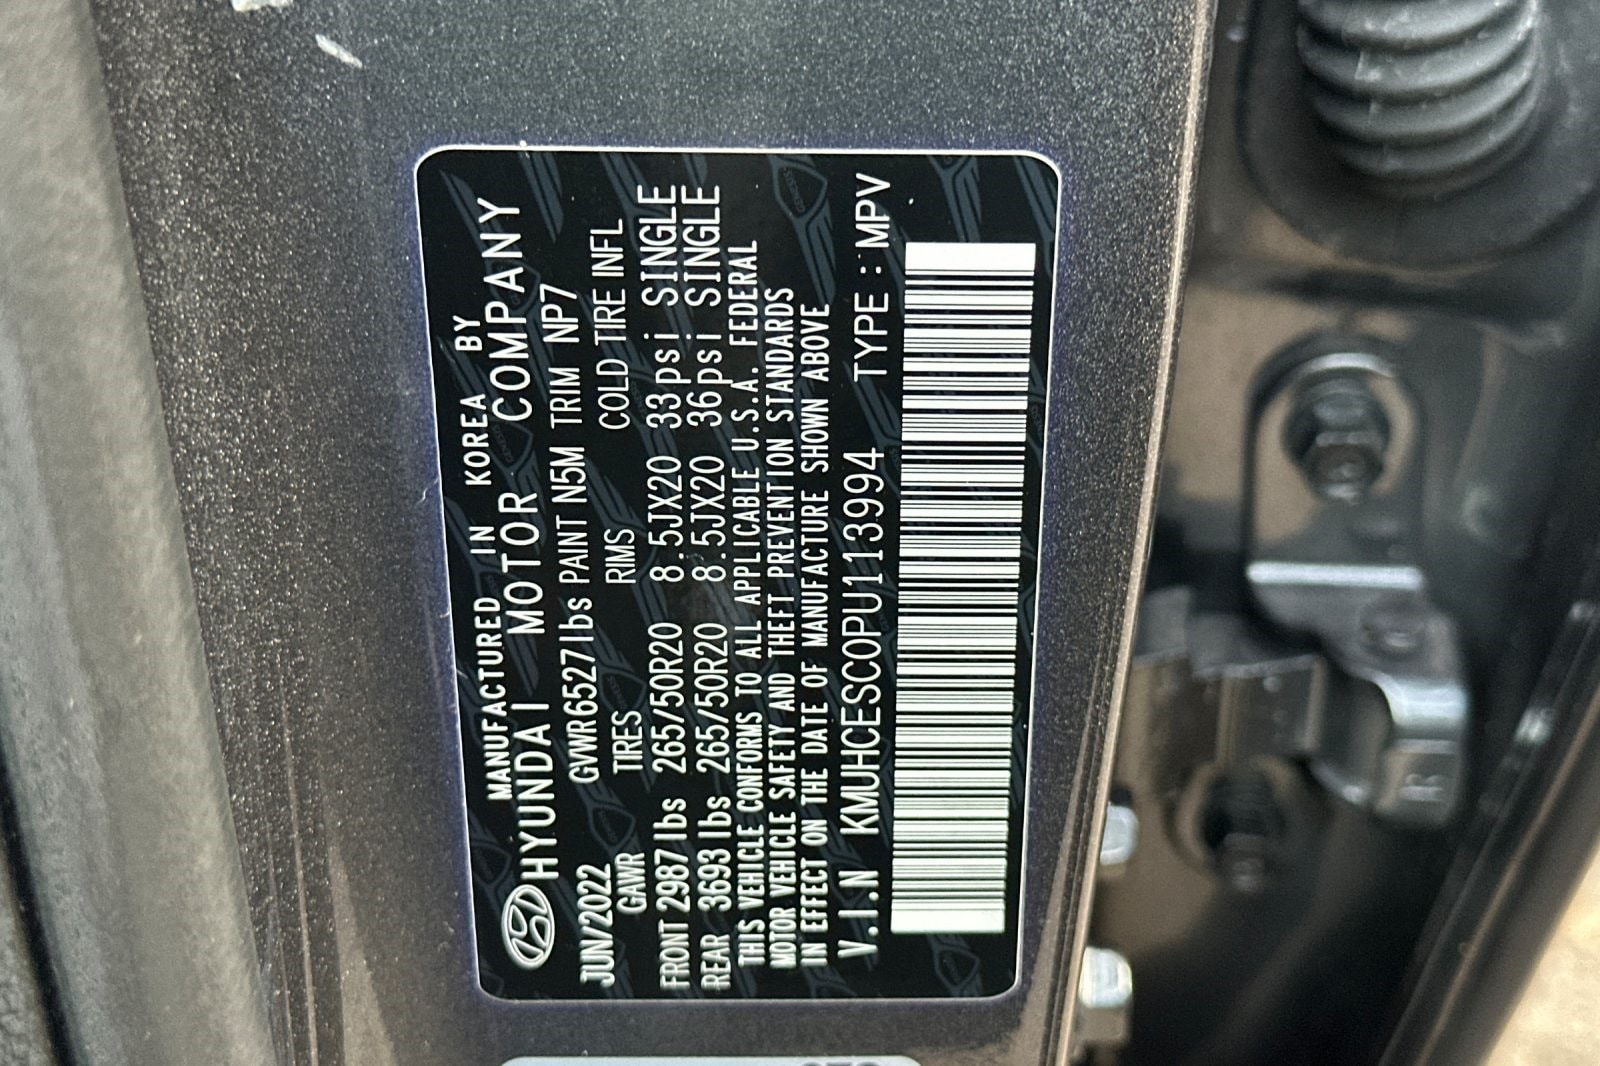 MANUFACTURED IN KOREA BY
HYUNDAI MOTOR COMPANY
JUN/2022 GVWR6527lbs PAINT N5M TRIM NP7
GAWR TIRES RIMS COLD TIRE INFL
FRONT 2987lbs 265/50R20 8.5JX20 33psi SINGLE
REAR 3693lbs 265/50R20 8.5JX20 36psi SINGLE
THIS VEHICLE CONFORMS TO ALL APPLICABLE U.S.A. FEDERAL
MOTOR VEHICLE SAFETY AND THEFT PREVENTION STANDARDS
IN EFFECT ON THE DATE OF MANUFACTURE SHOWN ABOVE
V.I.N KMUHCESC0PU113994 TYPE : MPV
R